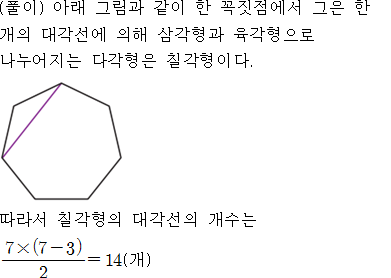 (풀이) 아래 그림과 같이 한 꼭짓점에서 그은 한
개의 대각선에 의해 삼각형과 육각형으로
나누어지는 다각형은 칠각형이다.
따라서 칠각형의 대각선의 개수는
7×(7−3)/2 = 14(개)